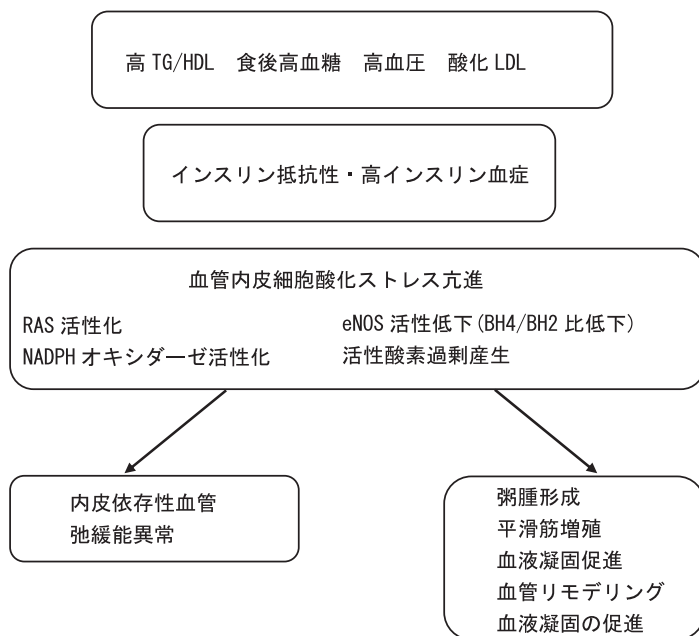 高 TG/HDL 食後高血糖 高血圧 酸化 LDL
インスリン抵抗性・高インスリン血症
血管内皮細胞酸化ストレス亢進
RAS 活性化
NADPH オキシダーゼ活性化
eNOS 活性低下(BH4/BH2 比低下)
活性酸素過剰産生
内皮依存性血管
弛緩能異常
粥腫形成
平滑筋増殖
血液凝固促進
血管リモデリング
血液凝固の促進